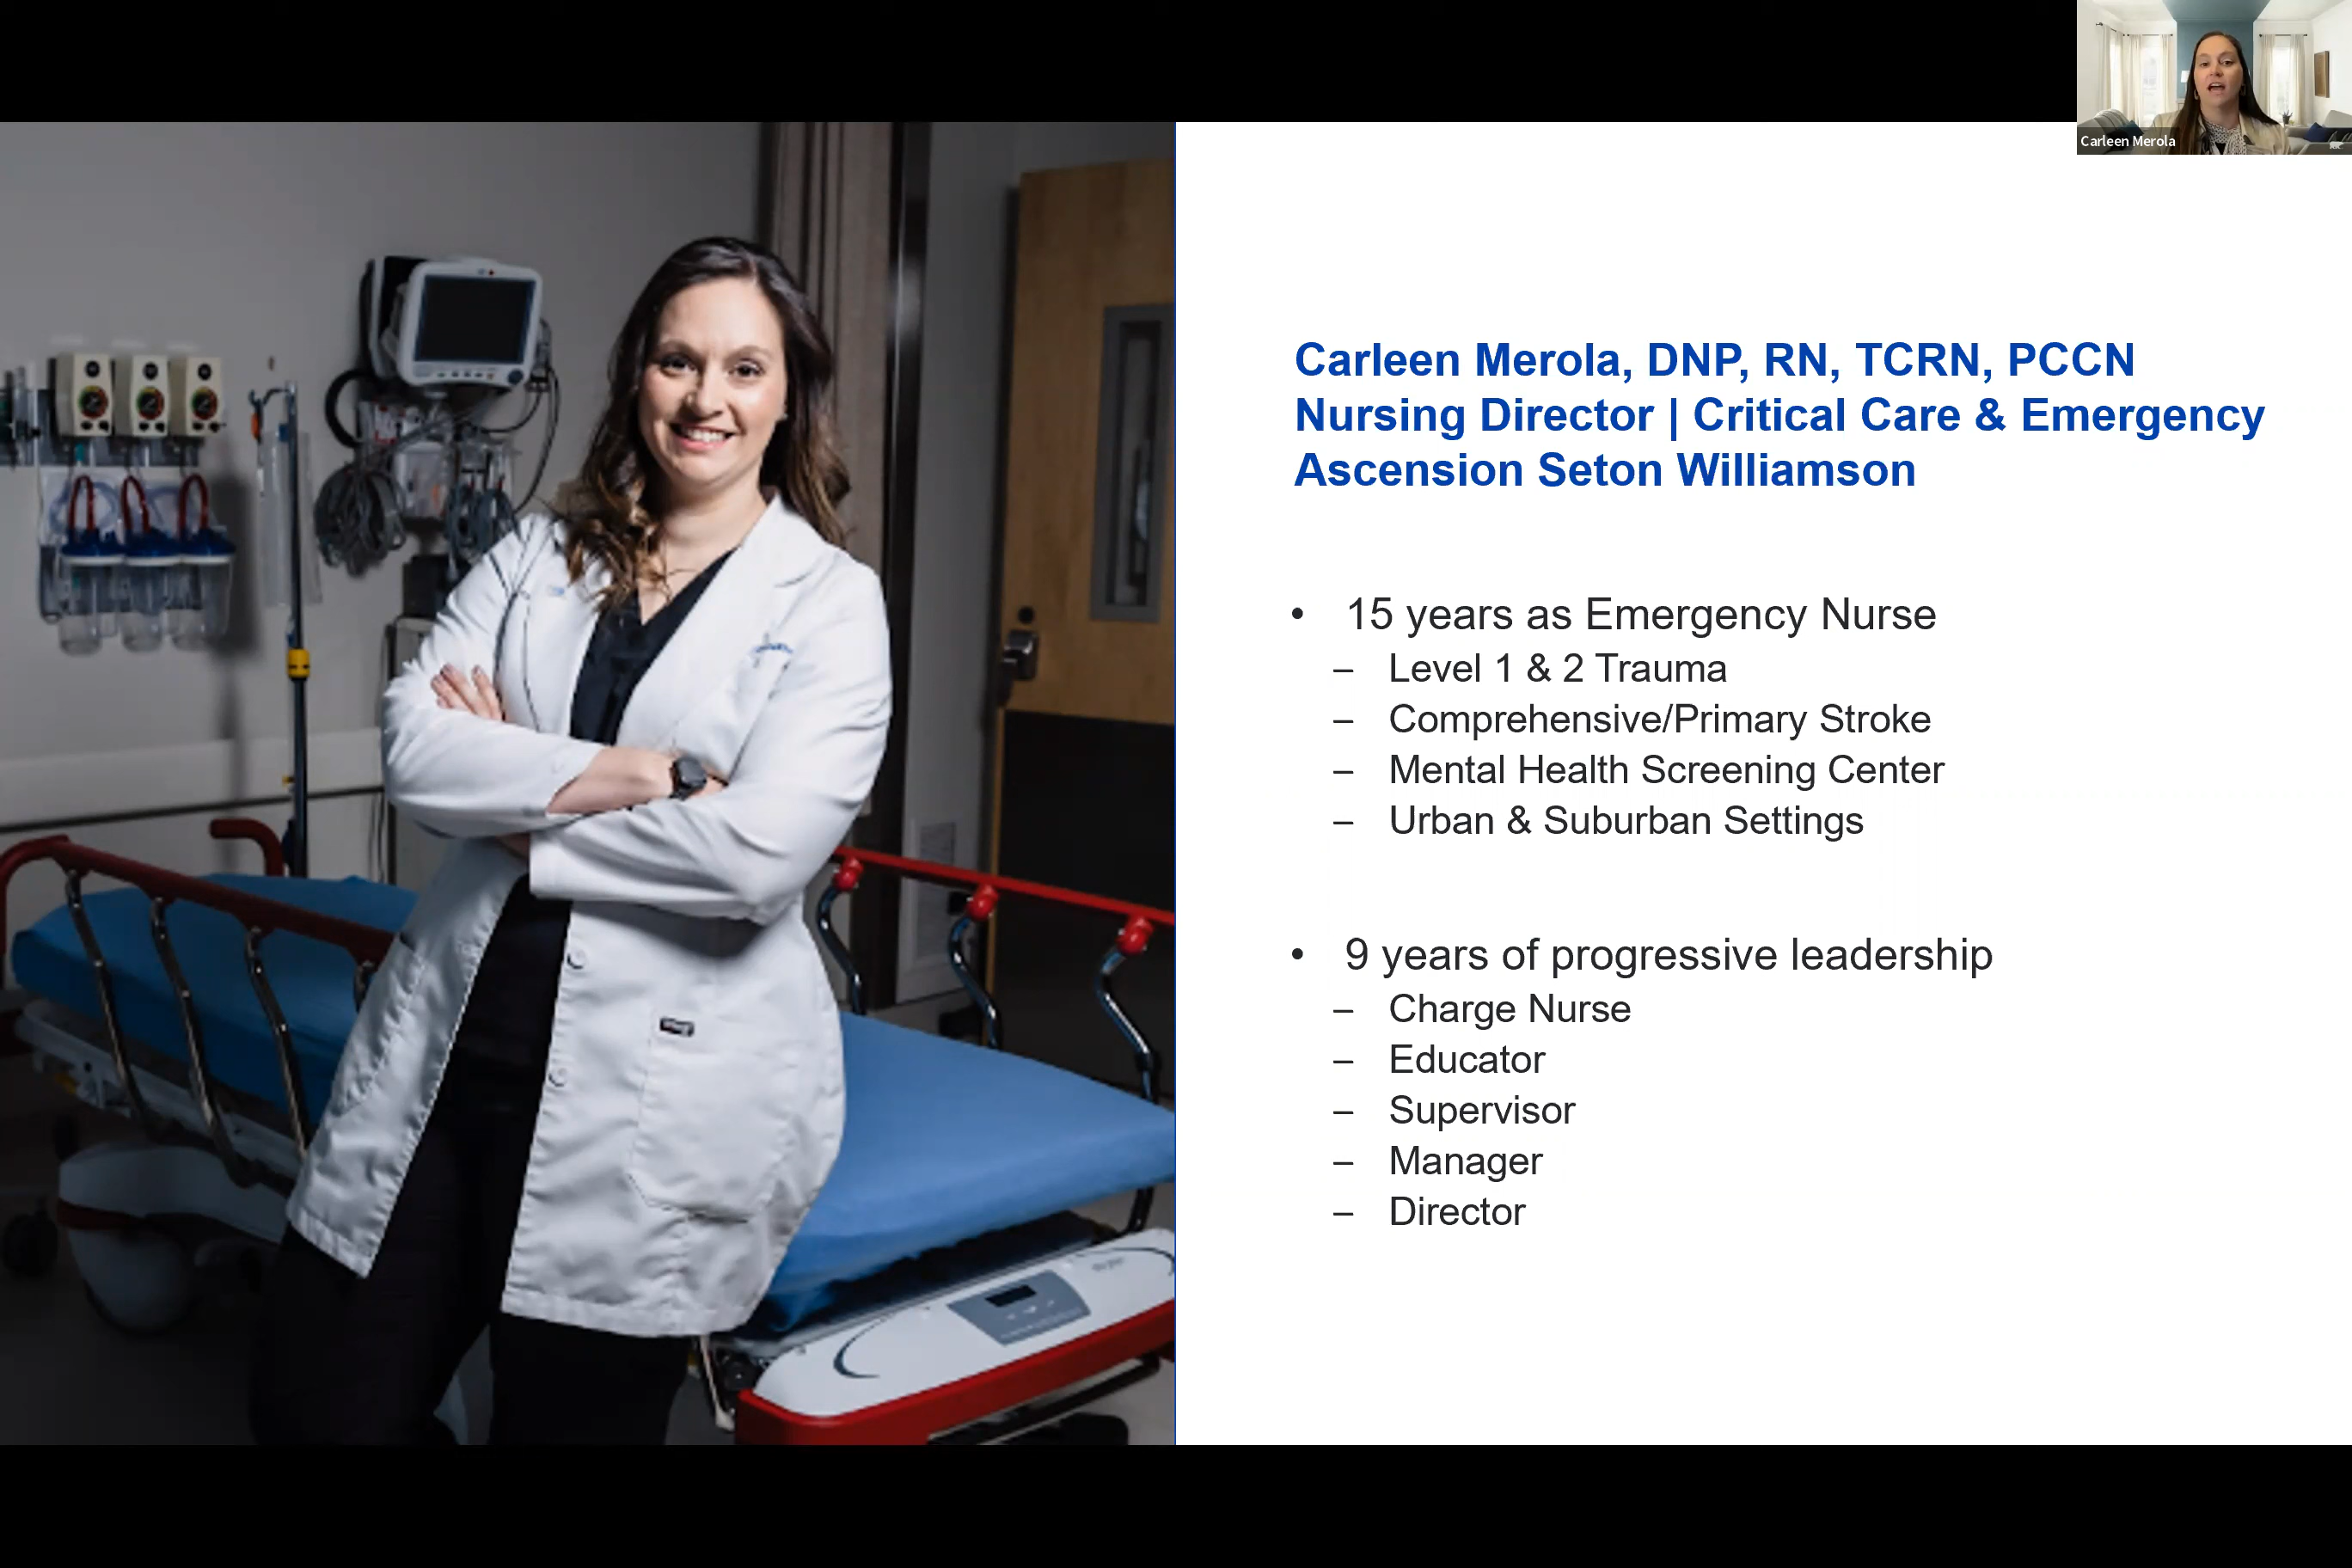 Carleen Merola
Carleen Merola, DNP, RN, TCRN, PCCN
Nursing Director | Critical Care & Emergency
Ascension Seton Williamson
• 15 years as Emergency Nurse
– Level 1 & 2 Trauma
– Comprehensive/Primary Stroke
– Mental Health Screening Center
– Urban & Suburban Settings
• 9 years of progressive leadership
– Charge Nurse
– Educator
– Supervisor
– Manager
– Director